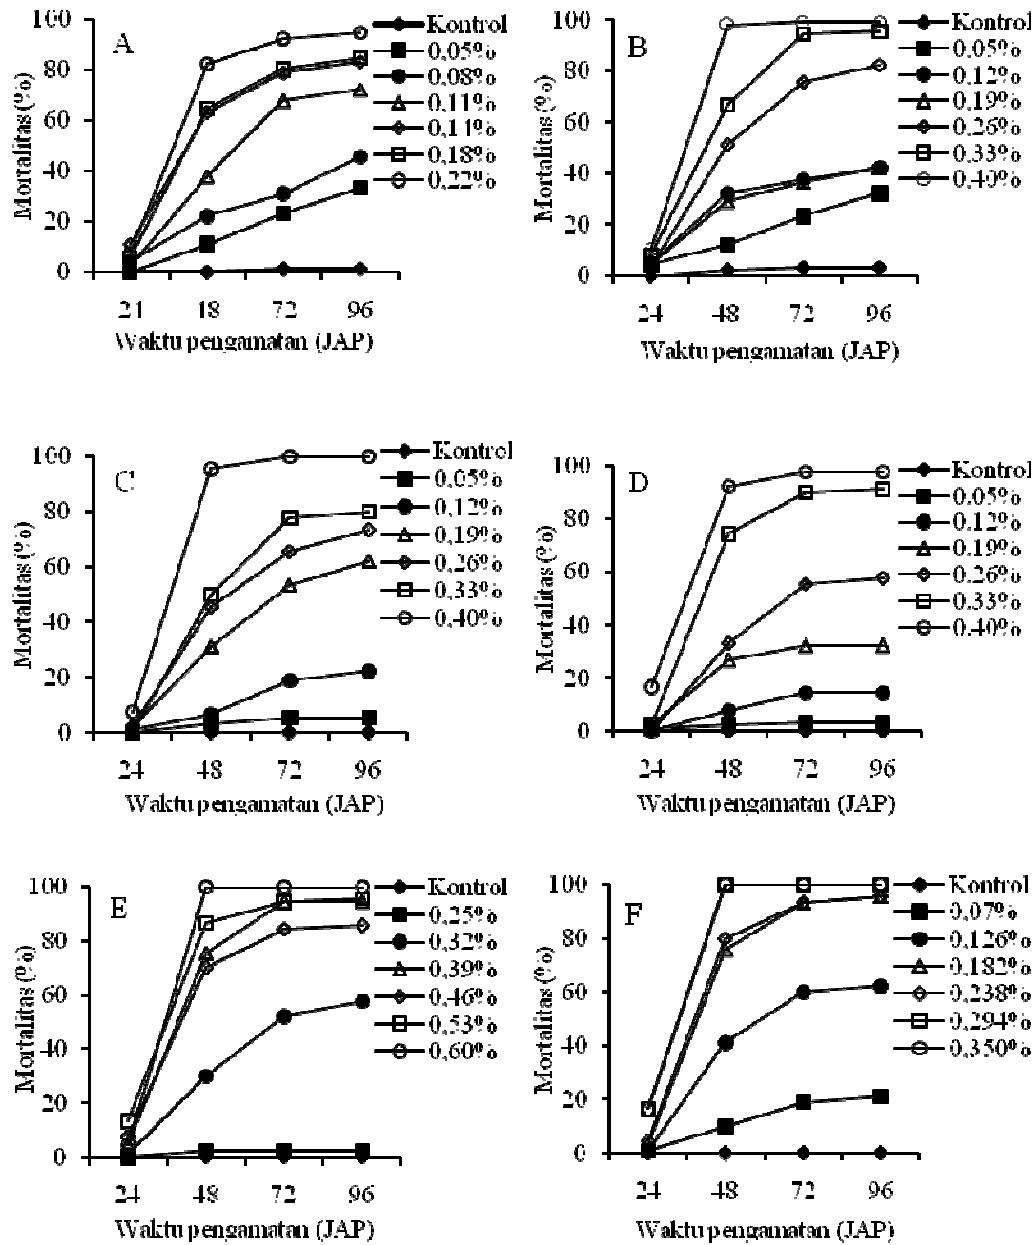 A
Mortalitas (%)
100
80
60
40
20
0
21 18 72 96
Waktu pengamatan (JAP)
Kontrol
0,05%
0,08%
0,11%
0,11%
0,18%
0,22%
B
Mortalitas (%)
100
80
60
40
20
0
24 48 72 96
Waktu pengamatan (JAP)
Kontrol
0,05%
0,12%
0,19%
0,26%
0,33%
0,40%
C
Mortalitas (%)
100
80
60
40
20
0
24 48 72 96
Waktu pengamatan (JAP)
Kontrol
0,05%
0,12%
0,19%
0,26%
0,33%
0,40%
D
Mortalitas (%)
100
80
60
40
20
0
24 48 72 96
Waktu pengamatan (JAP)
Kontrol
0,05%
0,12%
0,19%
0,26%
0,33%
0,40%
E
Mortalitas (%)
100
80
60
40
20
0
24 48 72 96
Waktu pengamatan (JAP)
Kontrol
0,25%
0,32%
0,39%
0,46%
0,53%
0,60%
F
Mortalitas (%)
100
80
60
40
20
0
24 48 72 96
Waktu pengamatan (JAP)
Kontrol
0,07%
0,126%
0,182%
0,238%
0,294%
0,350%